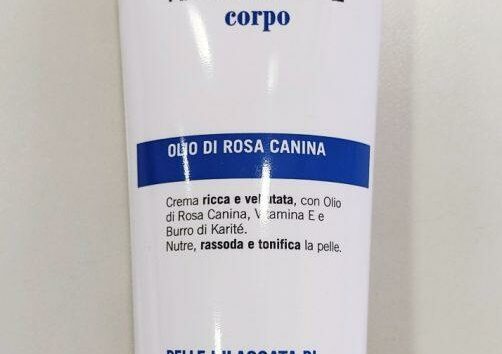 corpo
OLIO DI ROSA CANINA
Crema ricca e vellutata, con Olio
di Rosa Canina, Vitamina E e
Burro di Karité.
Nutre, rassoda e tonifica la pelle.